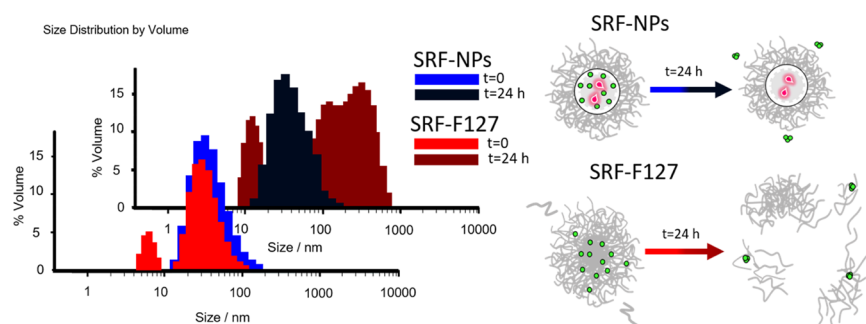 Size Distribution by Volume
% Volume
15
10
5
0
1
10
100
1000
10000
Size / nm
% Volume
15
10
5
0
1
10
100
1000
10000
Size / nm
SRF-NPs
t=0
t=24 h
SRF-F127
t=0
t=24 h
SRF-NPs
t=24 h
SRF-F127
t=24 h